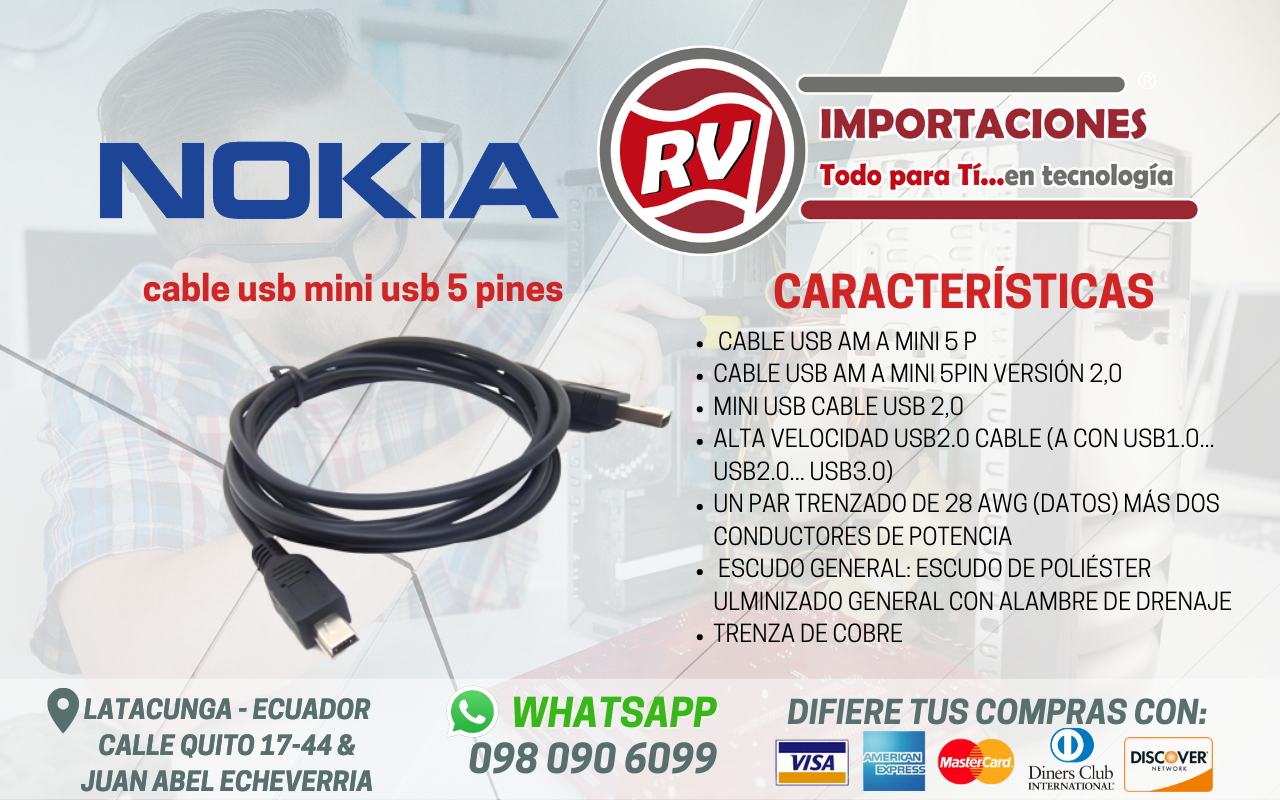 NOKIA
cable usb mini usb 5 pines
RV
®
IMPORTACIONES
Todo para Tí...en tecnología
CARACTERÍSTICAS
• CABLE USB AM A MINI 5 P
• CABLE USB AM A MINI 5PIN VERSIÓN 2,0
• MINI USB CABLE USB 2,0
• ALTA VELOCIDAD USB2.0 CABLE (A CON USB1.0...
USB2.0... USB3.0)
• UN PAR TRENZADO DE 28 AWG (DATOS) MÁS DOS
CONDUCTORES DE POTENCIA
• ESCUDO GENERAL: ESCUDO DE POLIÉSTER
ULMINIZADO GENERAL CON ALAMBRE DE DRENAJE
• TRENZA DE COBRE
LATACUNGA - ECUADOR
CALLE QUITO 17-44 &
JUAN ABEL ECHEVERRIA
WHATSAPP
098 090 6099
DIFIERE TUS COMPRAS CON:
VISA
AMERICAN
EXPRESS
MasterCard
Diners Club
INTERNATIONAL
DISCOVER
NETWORK